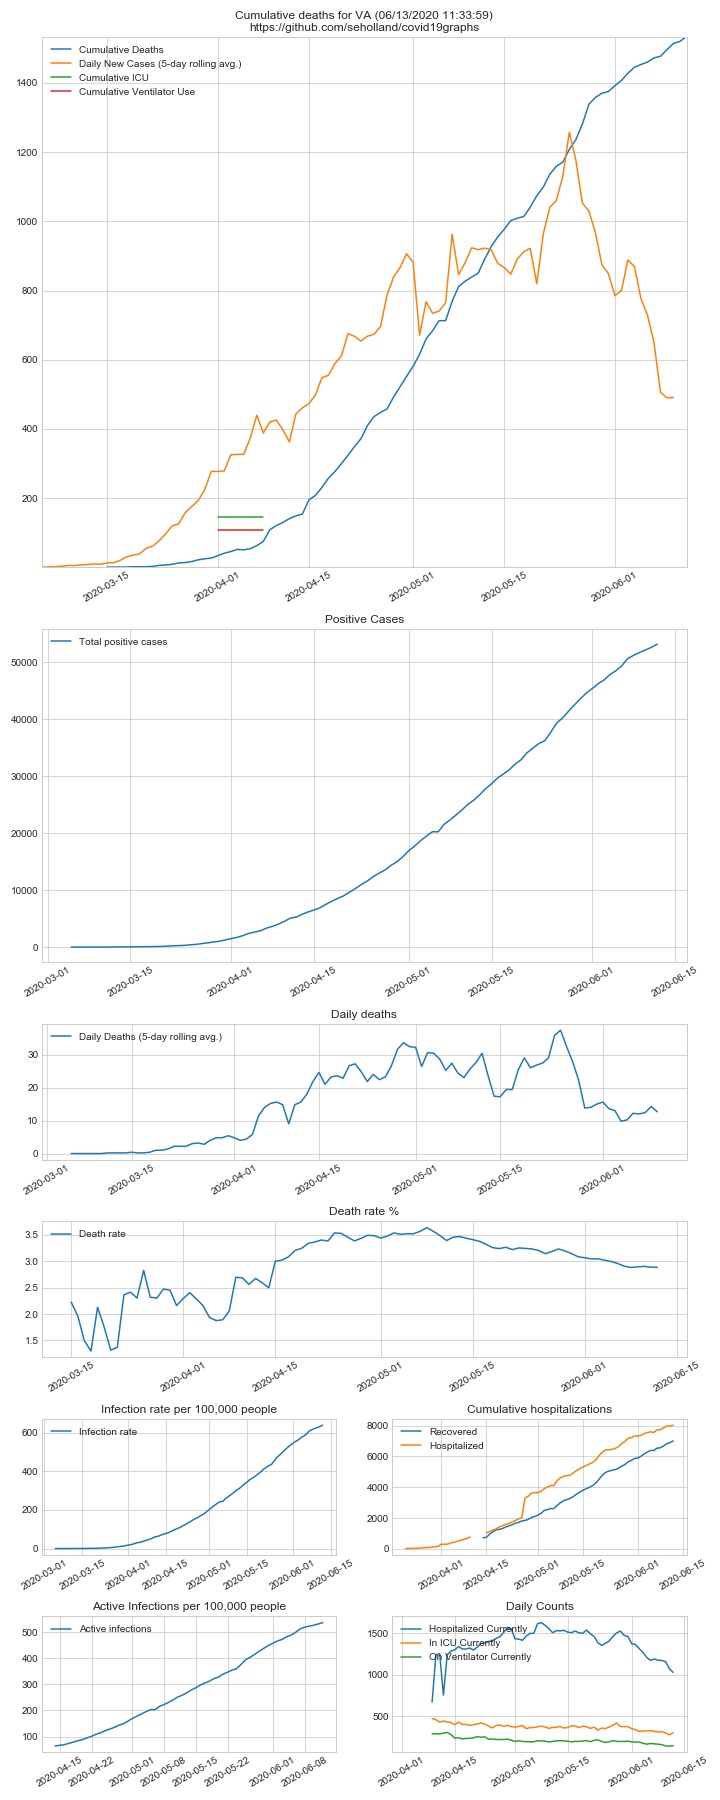 Cumulative deaths for VA (06/13/2020 11:33:59)
https://github.com/seholland/covid19graphs
Cumulative Deaths
Daily New Cases (5-day rolling avg.)
Cumulative ICU
Cumulative Ventilator Use
1400
1200
1000
800
600
400
200
2020-03-15 2020-04-01 2020-04-15 2020-05-01 2020-05-15 2020-06-01
Positive Cases
Total positive cases
50000
40000
30000
20000
10000
0
2020-03-01 2020-03-15 2020-04-01 2020-04-15 2020-05-01 2020-05-15 2020-06-01 2020-06-15
Daily deaths
Daily Deaths (5-day rolling avg.)
30
20
10
0
2020-03-01 2020-03-15 2020-04-01 2020-04-15 2020-05-01 2020-05-15 2020-06-01
Death rate %
Death rate
3.5
3.0
2.5
2.0
1.5
2020-03-15 2020-04-01 2020-04-15 2020-05-01 2020-05-15 2020-06-01 2020-06-15
Infection rate per 100,000 people
Infection rate
600
400
200
0
2020-03-01 2020-03-15 2020-04-01 2020-04-15 2020-05-01 2020-05-15 2020-06-01 2020-06-15
Cumulative hospitalizations
Recovered
Hospitalized
8000
6000
4000
2000
0
2020-04-01 2020-04-15 2020-05-01 2020-05-15 2020-06-01 2020-06-15
Active Infections per 100,000 people
Active infections
500
400
300
200
100
2020-04-15 2020-04-22 2020-05-01 2020-05-08 2020-05-15 2020-05-22 2020-06-01 2020-06-08
Daily Counts
Hospitalized Currently
In ICU Currently
On Ventilator Currently
1500
1000
500
2020-04-01 2020-04-15 2020-05-01 2020-05-15 2020-06-01 2020-06-15